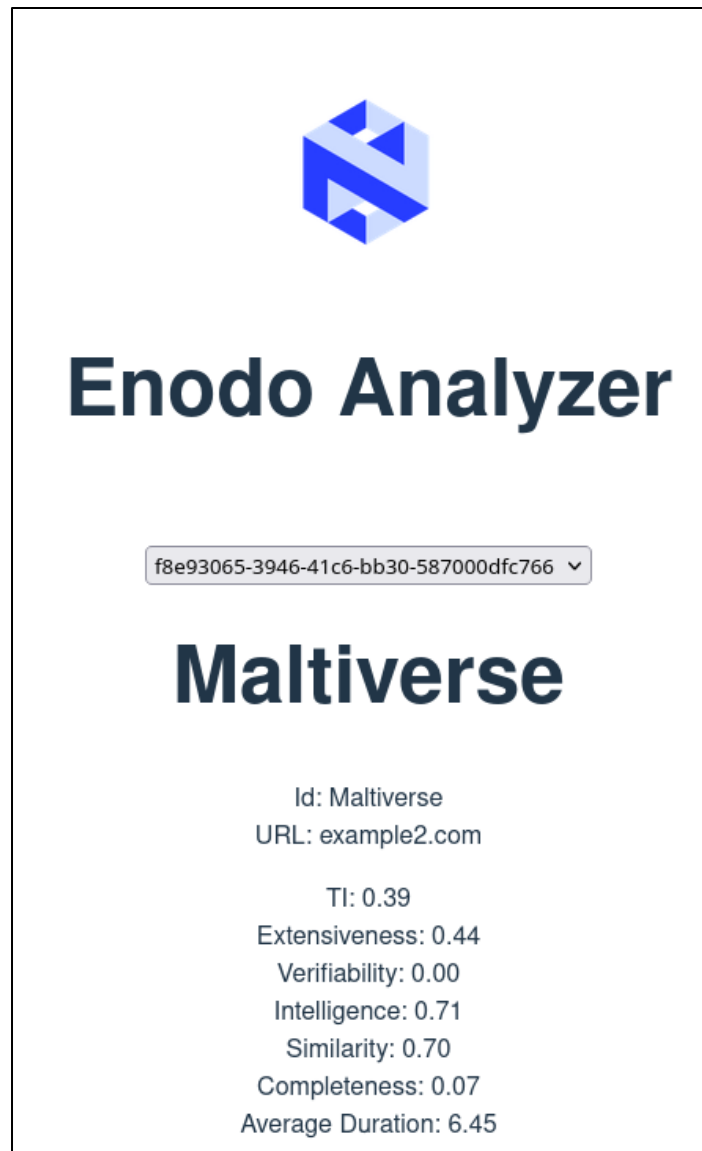 Enodo Analyzer
f8e93065-3946-41c6-bb30-587000dfc766
Maltiverse
Id: Maltiverse
URL: example2.com
TI: 0.39
Extensiveness: 0.44
Verifiability: 0.00
Intelligence: 0.71
Similarity: 0.70
Completeness: 0.07
Average Duration: 6.45